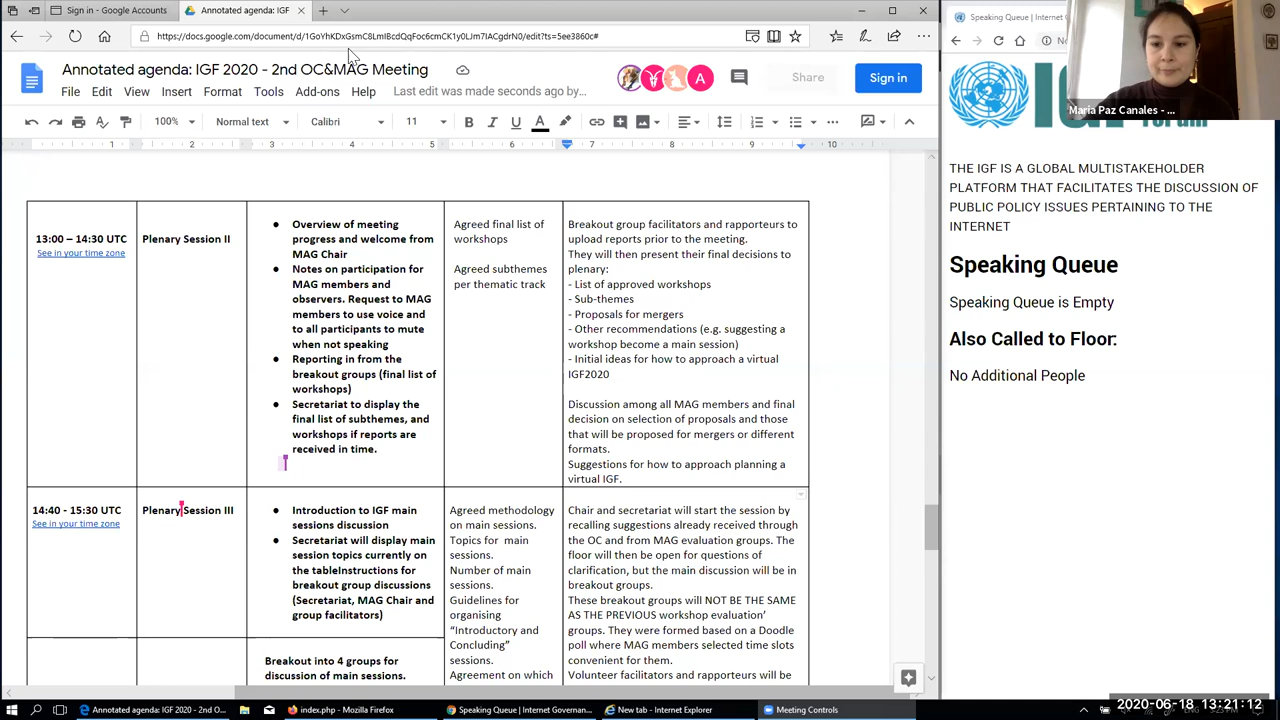 Sign in - Google Accounts
Annotated agenda: IGF
https://docs.google.com/document/d/1GoYhKDxGsmC8LmIBcdQqFoc6cmCK1y0LJm7IACgdrN0/edit?ts=5ee3860c#
Annotated agenda: IGF 2020 - 2nd OC&MAG Meeting
File Edit View Insert Format Tools Add-ons Help Last edit was made seconds ago by...
A
Share
Sign in
100% Normal text Calibri 11
1 2 3 4 5 7 8 9 10
13:00 – 14:30 UTC
See in your time zone
Plenary Session II
Overview of meeting
progress and welcome from
MAG Chair
Notes on participation for
MAG members and
observers. Request to MAG
members to use voice and
to all participants to mute
when not speaking
Reporting in from the
breakout groups (final list of
workshops)
Secretariat to display the
final list of subthemes, and
workshops if reports are
received in time.
Agreed final list of
workshops
Agreed subthemes
per thematic track
Breakout group facilitators and rapporteurs to
upload reports prior to the meeting.
They will then present their final decisions to
plenary:
- List of approved workshops
- Sub-themes
- Proposals for mergers
- Other recommendations (e.g. suggesting a
workshop become a main session)
- Initial ideas for how to approach a virtual
IGF2020
Discussion among all MAG members and final
decision on selection of proposals and those
that will be proposed for mergers or different
formats.
Suggestions for how to approach planning a
virtual IGF.
14:40 - 15:30 UTC
See in your time zone
Plenary Session III
Introduction to IGF main
sessions discussion
Secretariat will display main
session topics currently on
the tableInstructions for
breakout group discussions
(Secretariat, MAG Chair and
group facilitators)
Breakout into 4 groups for
discussion of main sessions.
Agreed methodology
on main sessions.
Topics for main
sessions.
Number of main
sessions.
Guidelines for
organising
“Introductory and
Concluding”
sessions.
Agreement on which
Chair and secretariat will start the session by
recalling suggestions already received through
the OC and from MAG evaluation groups. The
floor will then be open for questions of
clarification, but the main discussion will be in
breakout groups.
These breakout groups will NOT BE THE SAME
AS THE PREVIOUS workshop evaluation’
groups. They were formed based on a Doodle
poll where MAG members selected time slots
convenient for them.
Volunteer facilitators and rapporteurs will be
Speaking Queue | Internet G
No
Maria Paz Canales - ...
THE IGF IS A GLOBAL MULTISTAKEHOLDER
PLATFORM THAT FACILITATES THE DISCUSSION OF
PUBLIC POLICY ISSUES PERTAINING TO THE
INTERNET
Speaking Queue
Speaking Queue is Empty
Also Called to Floor:
No Additional People
Annotated agenda: IGF 2020 - 2nd O...
index.php - Mozilla Firefox
Speaking Queue | Internet Governan...
New tab - Internet Explorer
Meeting Controls
2020-06-18 13:21:12